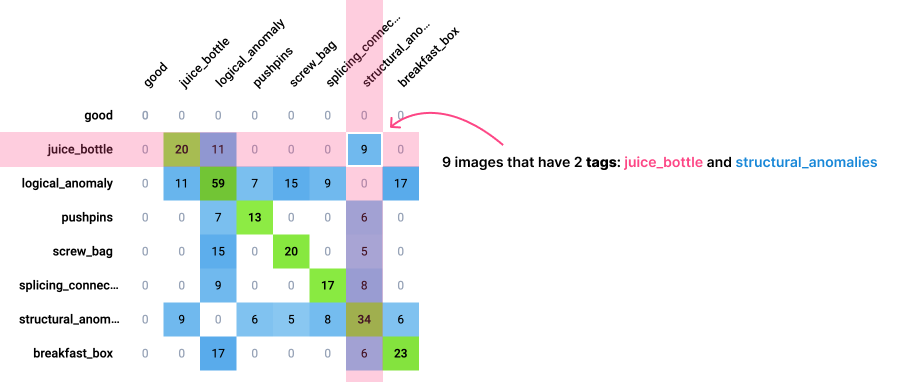 good juice_bottle logical_anomaly pushpins screw_bag splicing_connec... structural_ano... breakfast_box
good 0 0 0 0 0 0 0 0
juice_bottle 0 20 11 0 0 0 9 0
9 images that have 2 tags: juice_bottle and structural_anomalies
logical_anomaly 0 11 59 7 15 9 0 17
pushpins 0 0 7 13 0 0 6 0
screw_bag 0 0 15 0 20 0 5 0
splicing_connec... 0 0 9 0 0 17 8 0
structural_anom... 0 9 0 6 5 8 34 6
breakfast_box 0 0 17 0 0 0 6 23